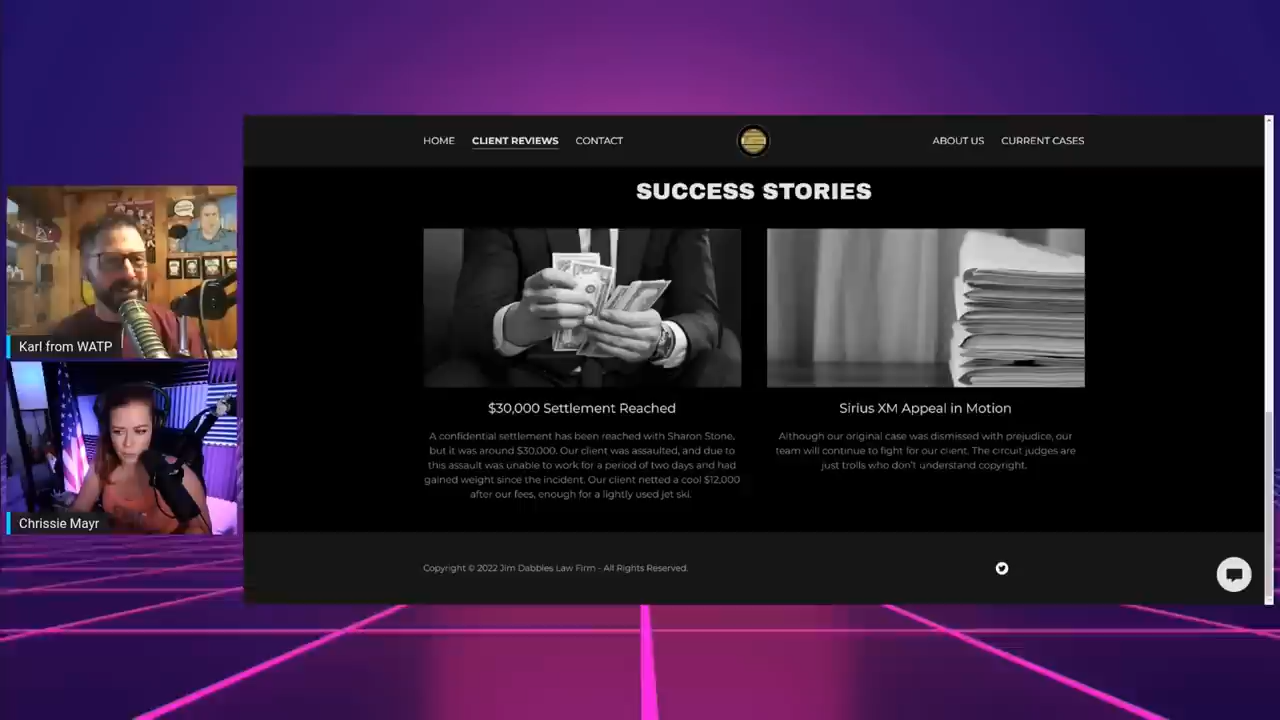 HOME
CLIENT REVIEWS
CONTACT
ABOUT US
CURRENT CASES
SUCCESS STORIES
$30,000 Settlement Reached
A confidential settlement has been reached with Sharon Stone,
but it was around $30,000. Our client was assaulted, and due to
this assault was unable to work for a period of two days and had
gained weight since the incident. Our client netted a cool $12,000
after our fees, enough for a lightly used jet ski.
Sirius XM Appeal in Motion
Although our original case was dismissed with prejudice, our
team will continue to fight for our client. The circuit judges are
just trolls who don't understand copyright.
Copyright © 2022 Jim Dabbles Law Firm - All Rights Reserved.
Karl from WATP
Chrissie Mayr